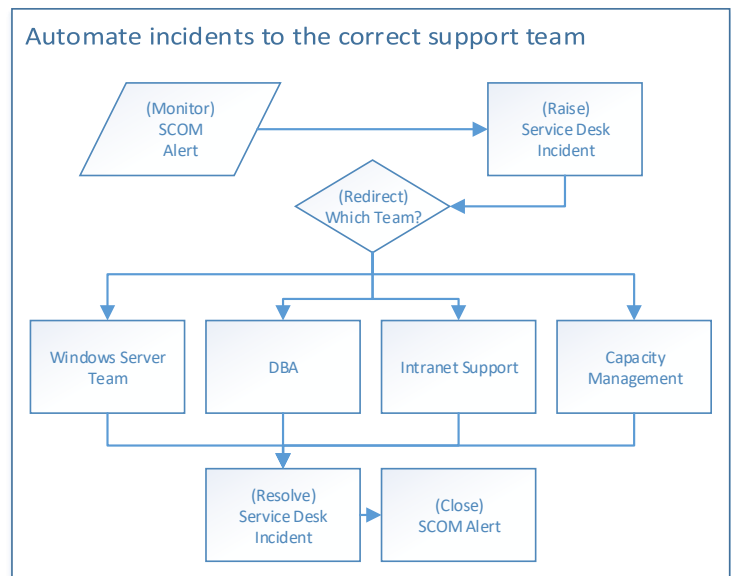 Automate incidents to the correct support team
(Monitor)
SCOM
Alert
(Raise)
Service Desk
Incident
(Redirect)
Which Team?
Windows Server
Team
DBA
Intranet Support
Capacity
Management
(Resolve)
Service Desk
Incident
(Close)
SCOM Alert